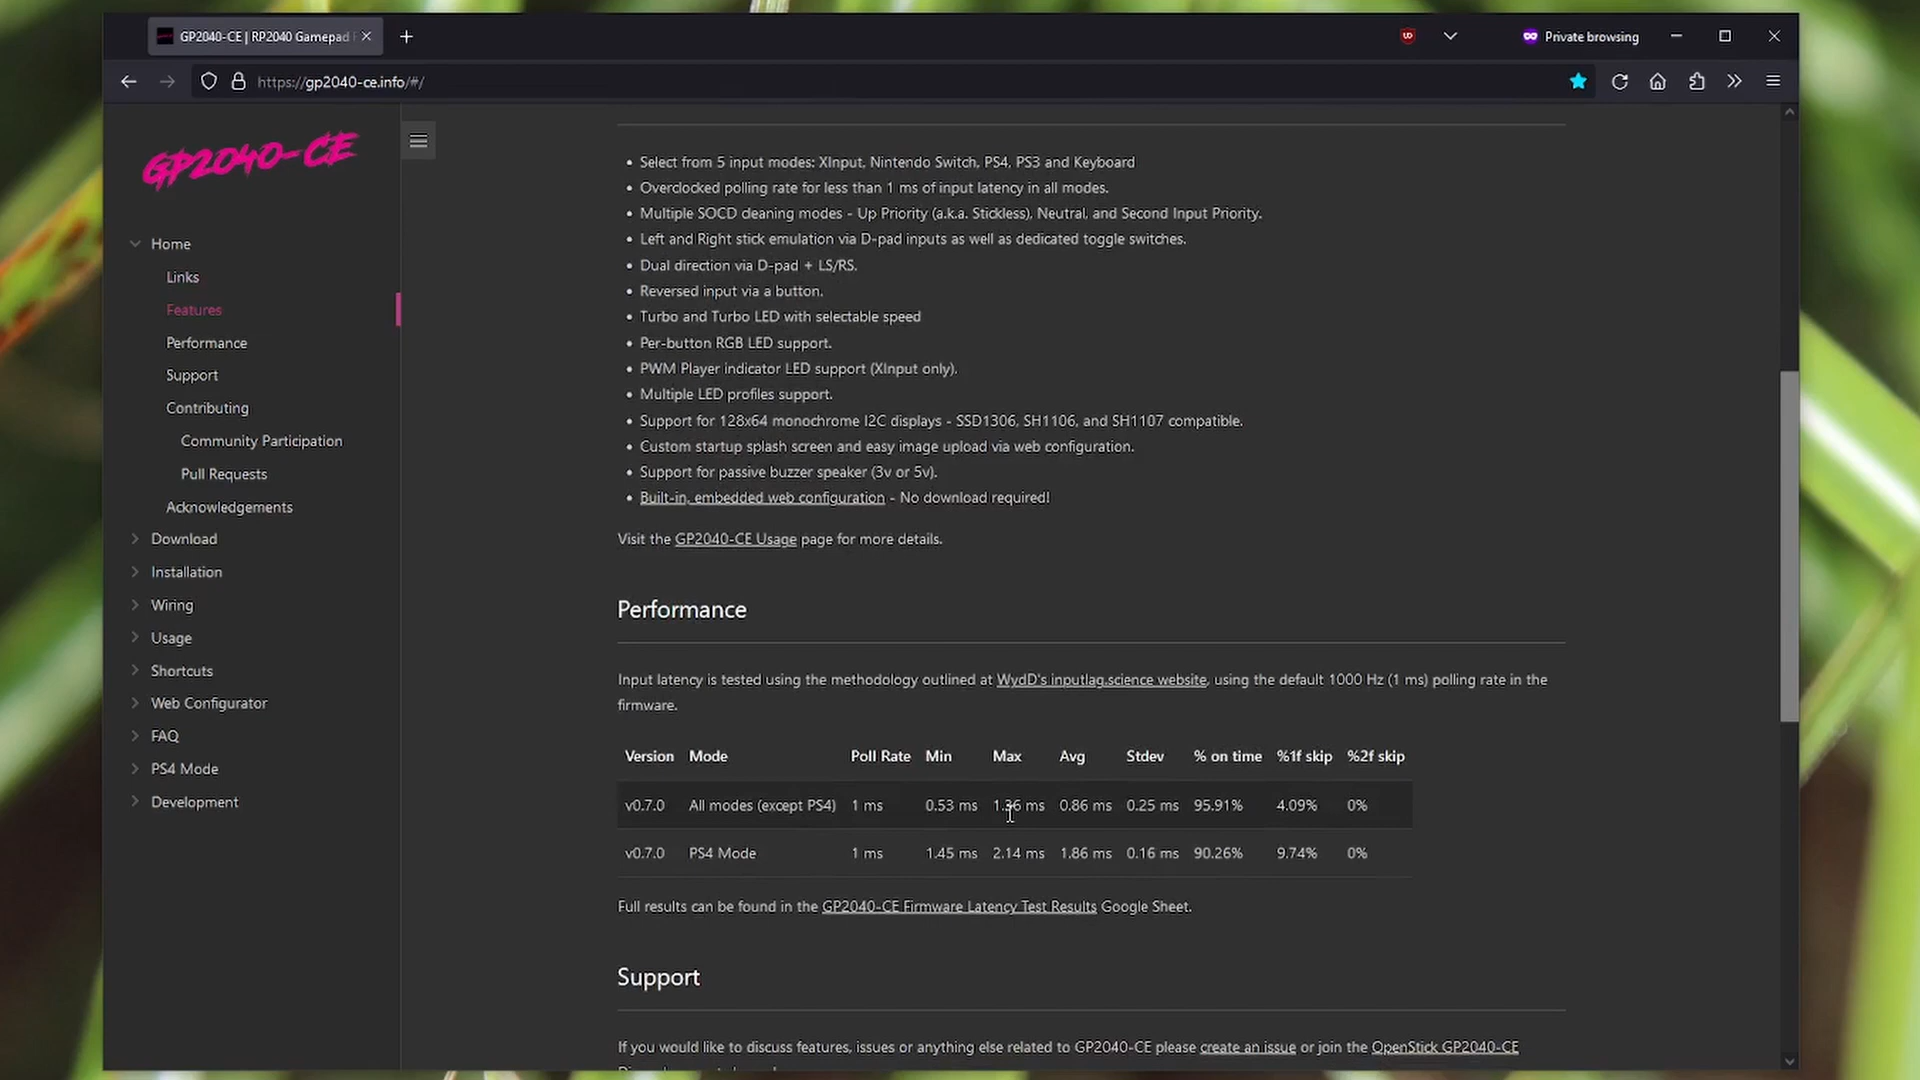 GP2040-CE | RP2040 Gamepad
Private browsing
https://gp2040-ce.info/#/
GP2040-CE
Home
Links
Features
Performance
Support
Contributing
Community Participation
Pull Requests
Acknowledgements
Download
Installation
Wiring
Usage
Shortcuts
Web Configurator
FAQ
PS4 Mode
Development
• Select from 5 input modes: XInput, Nintendo Switch, PS4, PS3 and Keyboard
• Overclocked polling rate for less than 1 ms of input latency in all modes.
• Multiple SOCD cleaning modes - Up Priority (a.k.a. Stickless), Neutral, and Second Input Priority.
• Left and Right stick emulation via D-pad inputs as well as dedicated toggle switches.
• Dual direction via D-pad + LS/RS.
• Reversed input via a button.
• Turbo and Turbo LED with selectable speed
• Per-button RGB LED support.
• PWM Player indicator LED support (XInput only).
• Multiple LED profiles support.
• Support for 128x64 monochrome I2C displays - SSD1306, SH1106, and SH1107 compatible.
• Custom startup splash screen and easy image upload via web configuration.
• Support for passive buzzer speaker (3v or 5v).
• Built-in, embedded web configuration - No download required!
Visit the GP2040-CE Usage page for more details.
Performance
Input latency is tested using the methodology outlined at WydD's inputlag.science website, using the default 1000 Hz (1 ms) polling rate in the
firmware.
Version Mode Poll Rate Min Max Avg Stdev % on time %1f skip %2f skip
v0.7.0 All modes (except PS4) 1 ms 0.53 ms 1.36 ms 0.86 ms 0.25 ms 95.91% 4.09% 0%
v0.7.0 PS4 Mode 1 ms 1.45 ms 2.14 ms 1.86 ms 0.16 ms 90.26% 9.74% 0%
Full results can be found in the GP2040-CE Firmware Latency Test Results Google Sheet.
Support
If you would like to discuss features, issues or anything else related to GP2040-CE please create an issue or join the OpenStick GP2040-CE